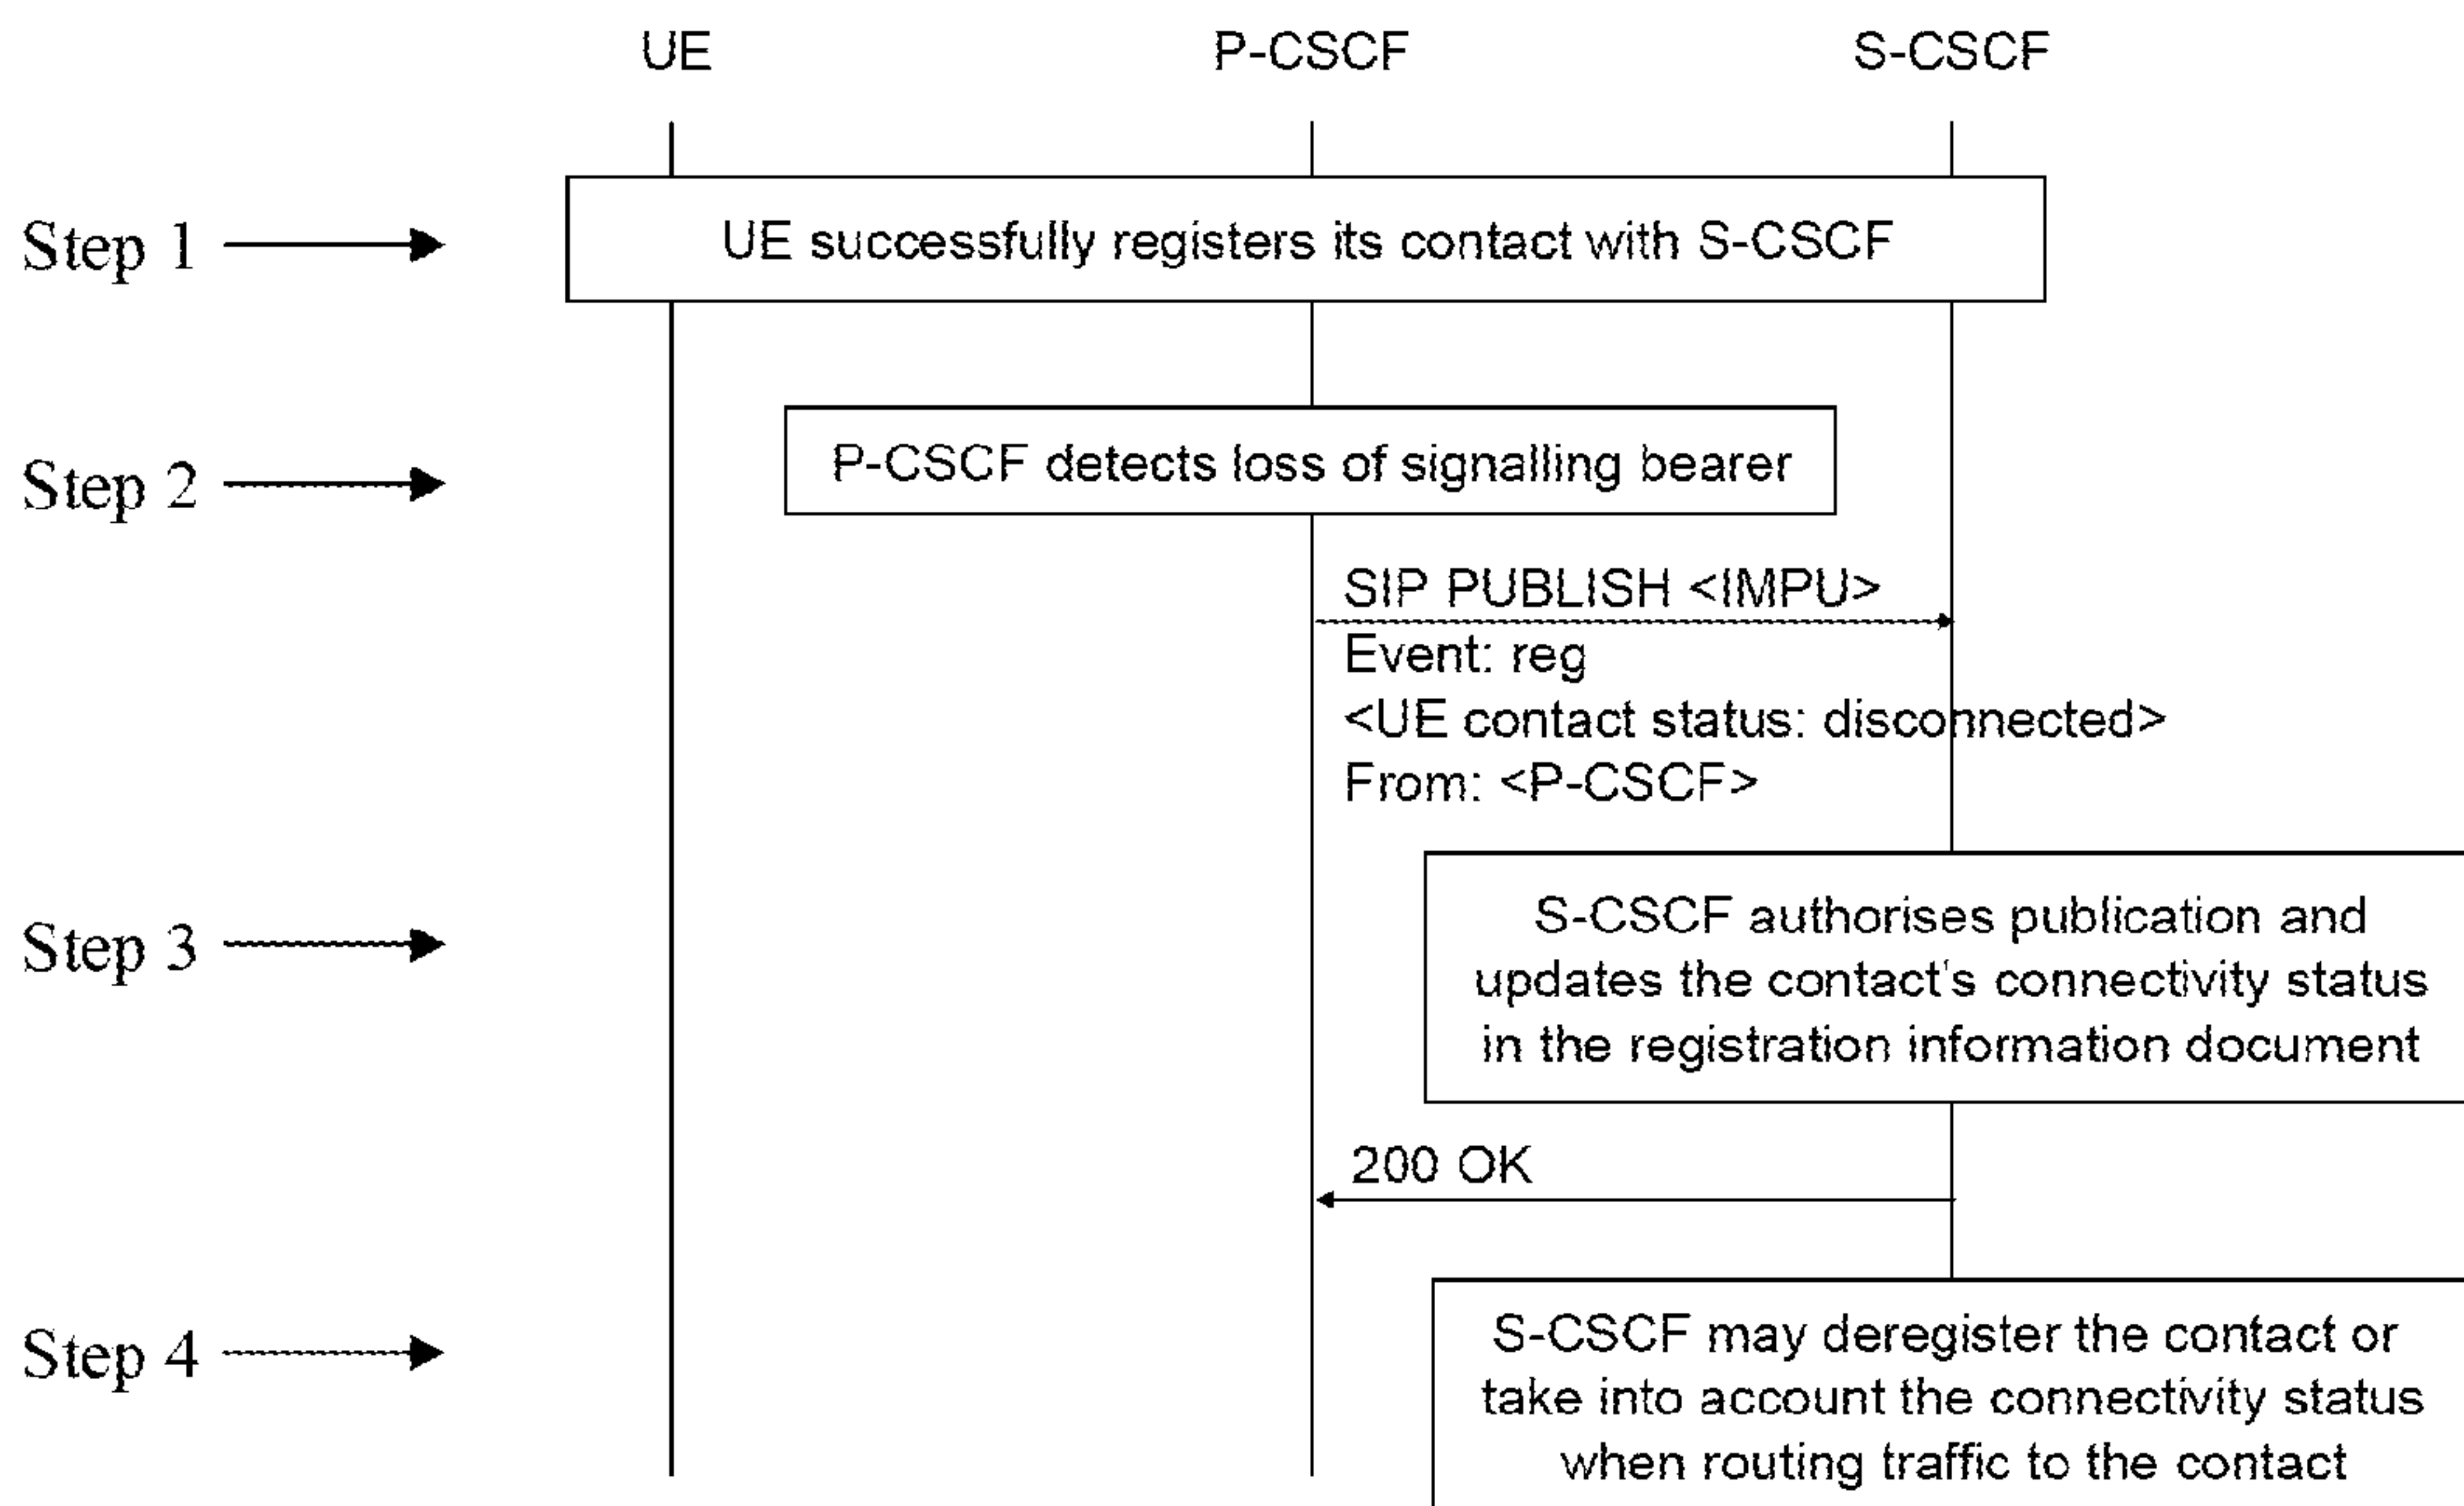 UE P-CSCF S-CSCF
Step 1
UE successfully registers its contact with S-CSCF
Step 2
P-CSCF detects loss of signalling bearer
SIP PUBLISH <IMPU>
Event: reg
<UE contact status: disconnected>
From: <P-CSCF>
Step 3
S-CSCF authorises publication and
updates the contact's connectivity status
in the registration information document
200 OK
Step 4
S-CSCF may deregister the contact or
take into account the connectivity status
when routing traffic to the contact